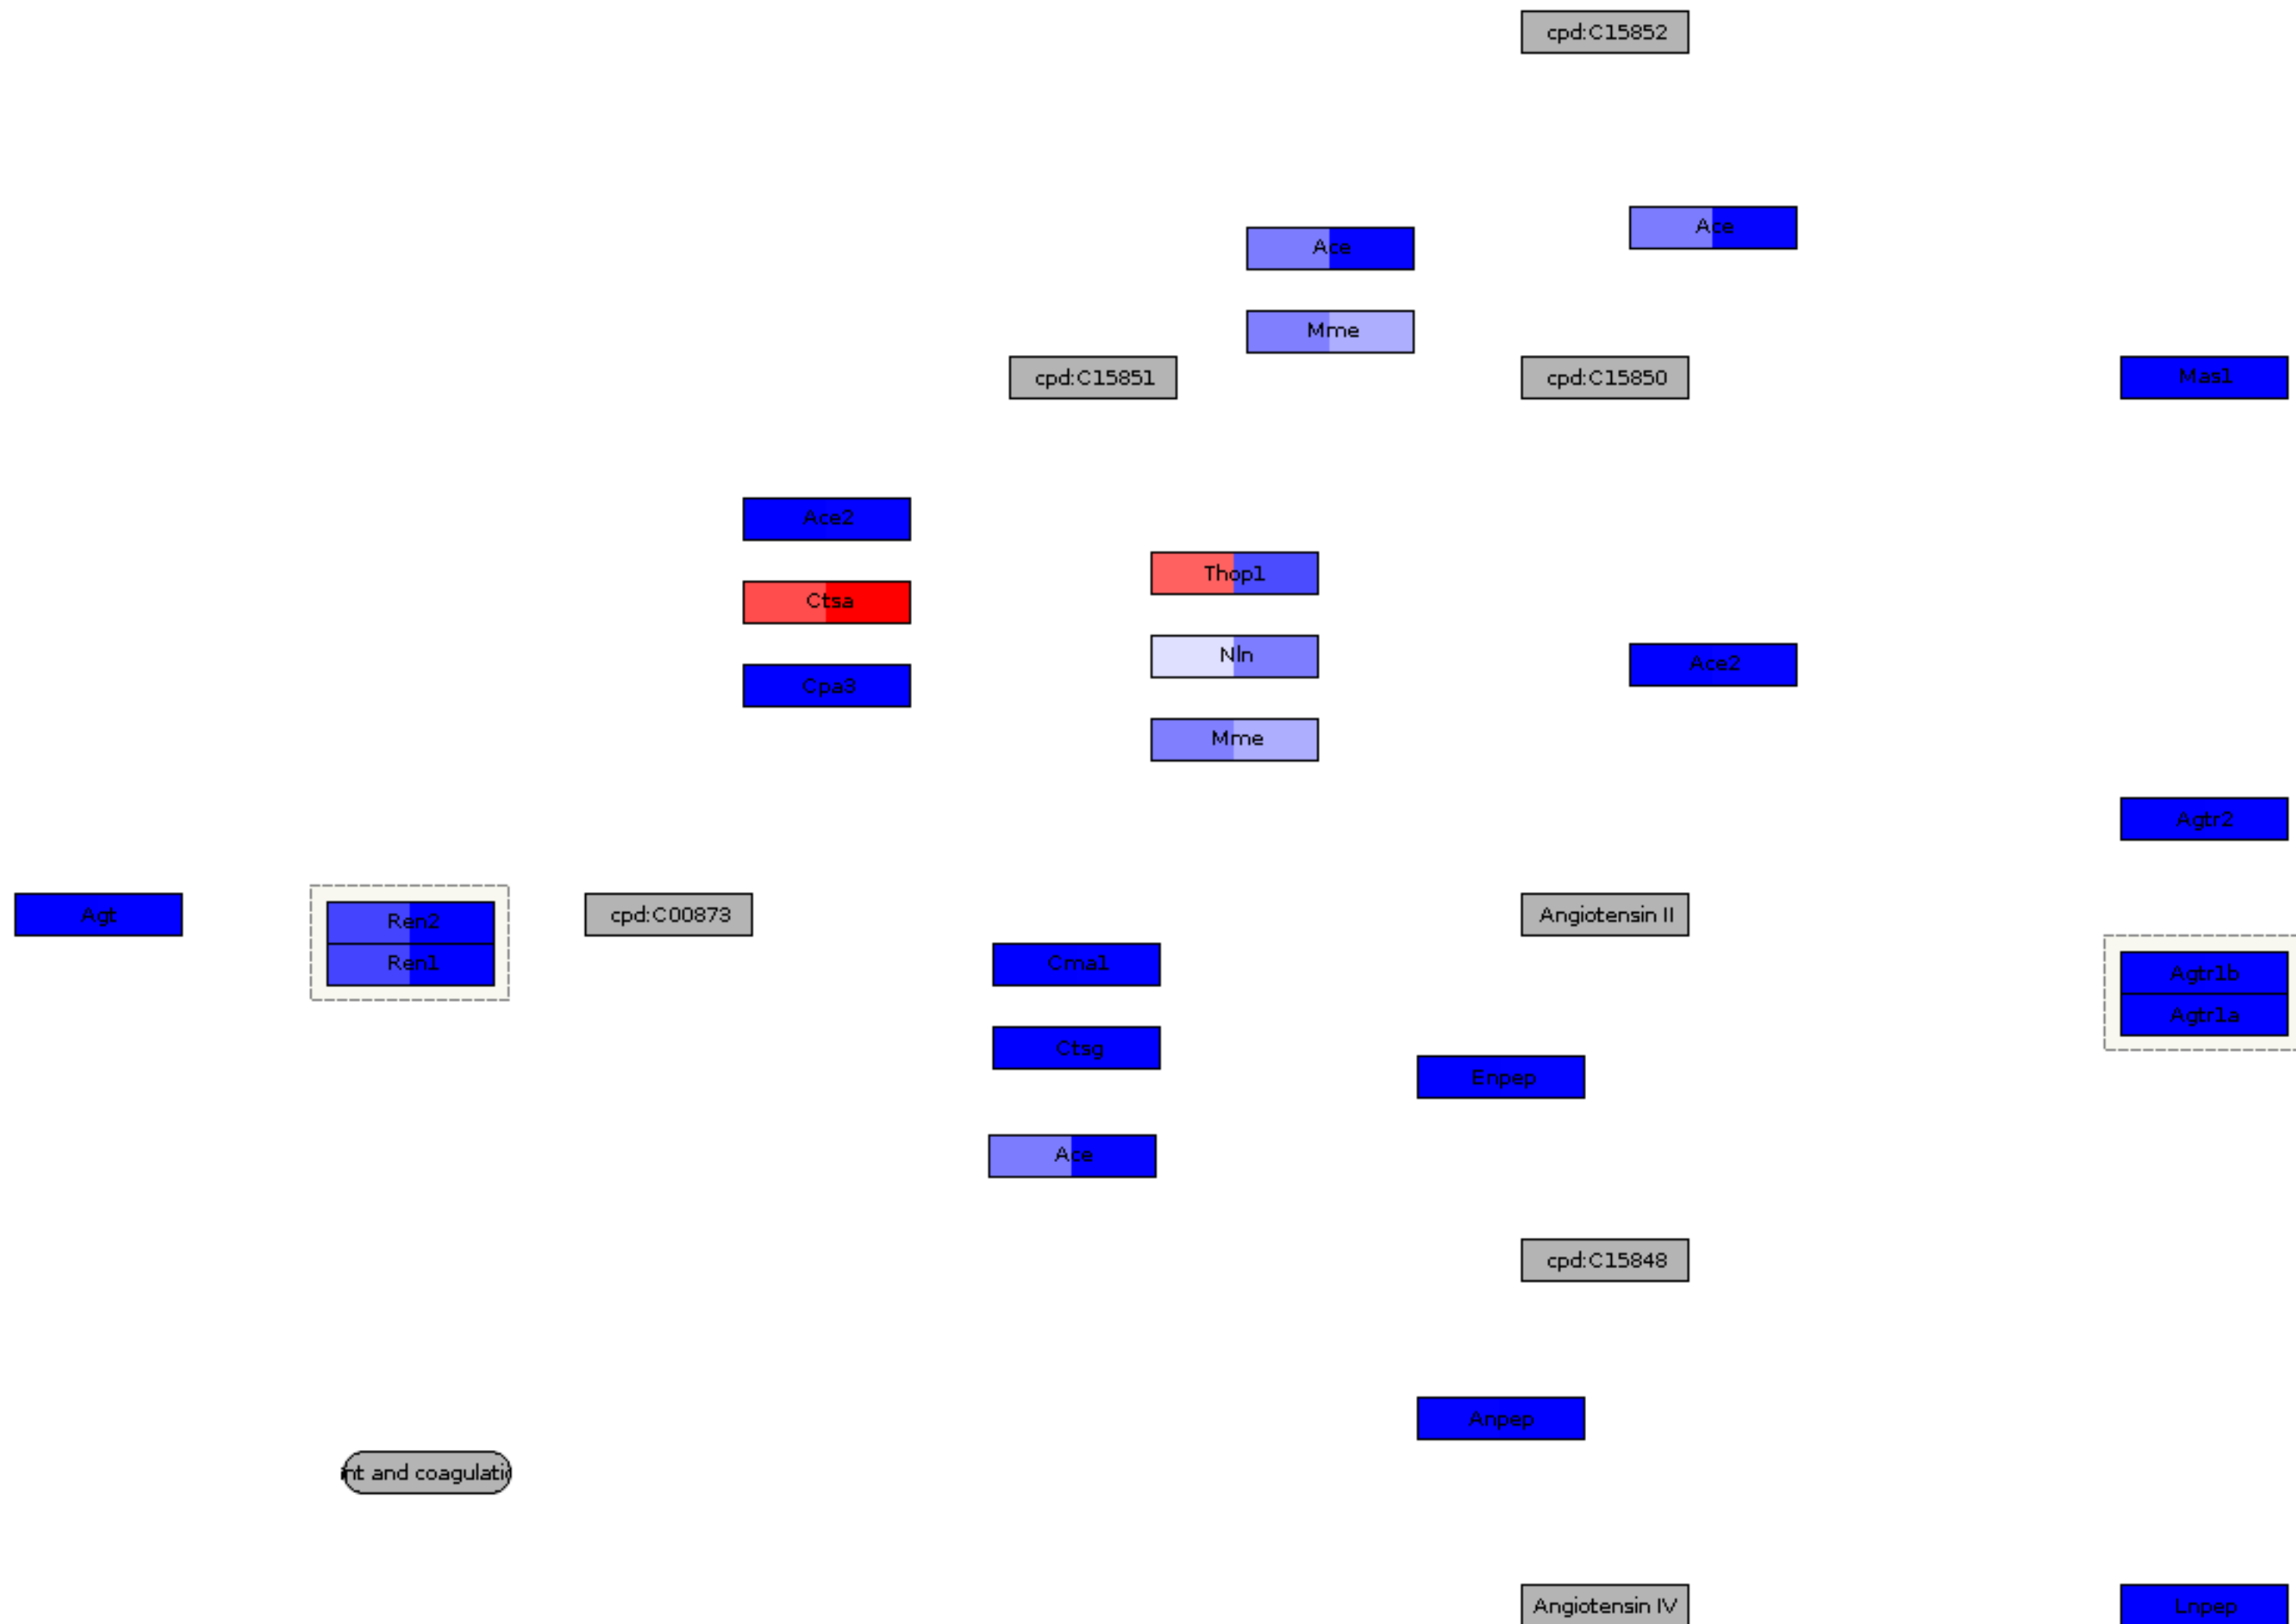 cpd:C15852
Ace
Ace
Mme
cpd:C15851
cpd:C15850
Mas1
Ace2
Thop1
Ctsa
Nln
Ace2
Cpa3
Mme
Agtr2
Agt
Ren2
cpd:C00873
Angiotensin II
Ren1
Cma1
Agtr1b
Agtr1a
Ctsg
Enpep
Ace
cpd:C15848
Anpep
nt and coagulati
Angiotensin IV
Lnpep